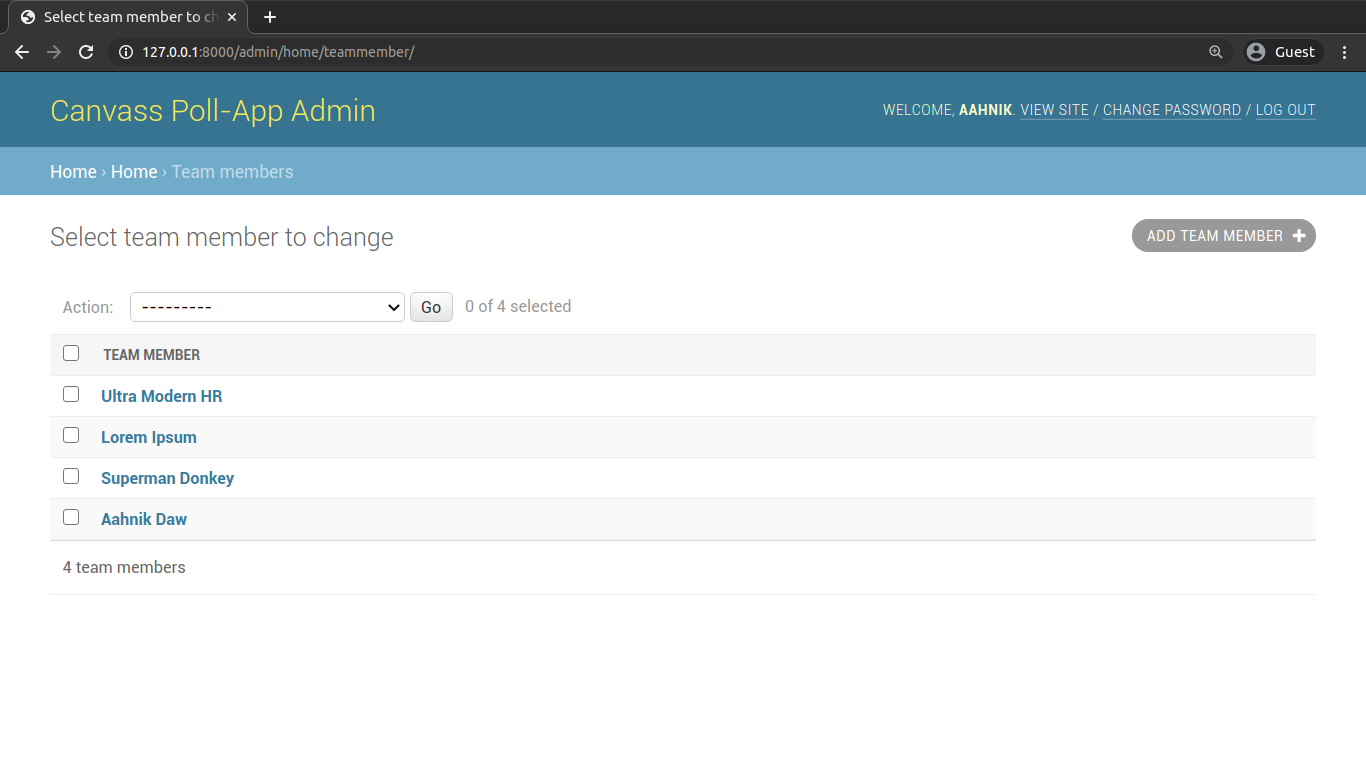 Select team member to ch
127.0.0.1:8000/admin/home/teammember/
Guest
Canvass Poll-App Admin
WELCOME, AAHNIK. VIEW SITE / CHANGE PASSWORD / LOG OUT
Home › Home › Team members
Select team member to change
ADD TEAM MEMBER +
Action: --------- Go 0 of 4 selected
TEAM MEMBER
Ultra Modern HR
Lorem Ipsum
Superman Donkey
Aahnik Daw
4 team members